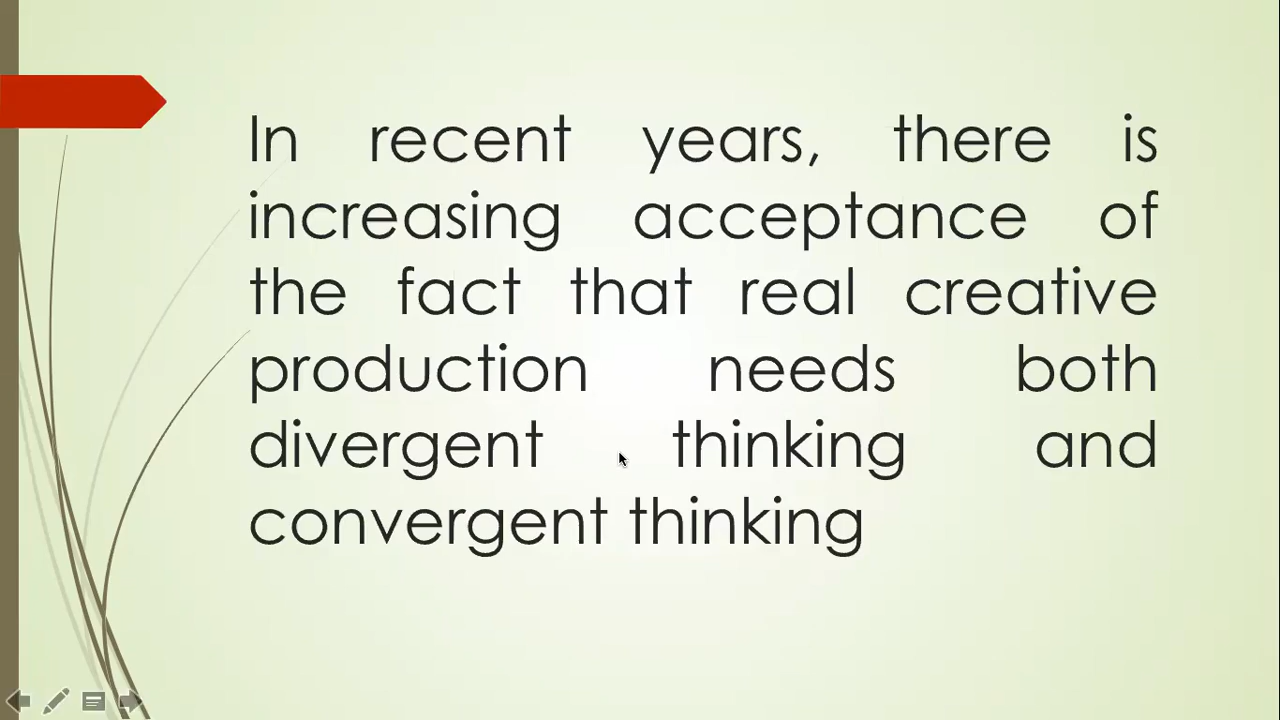 In recent years, there is
increasing acceptance of
the fact that real creative
production needs both
divergent thinking and
convergent thinking